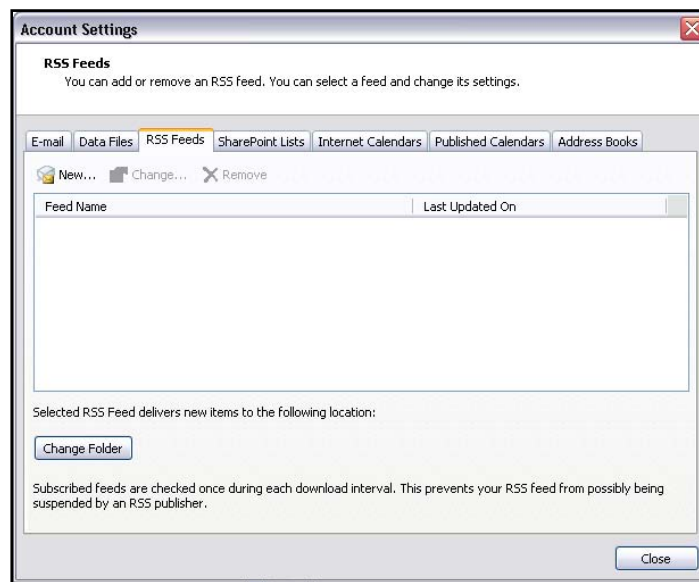 Account Settings
RSS Feeds
You can add or remove an RSS feed. You can select a feed and change its settings.
E-mail Data Files RSS Feeds SharePoint Lists Internet Calendars Published Calendars Address Books
New... Change... Remove
Feed Name Last Updated On
Selected RSS Feed delivers new items to the following location:
Change Folder
Subscribed feeds are checked once during each download interval. This prevents your RSS feed from possibly being
suspended by an RSS publisher.
Close